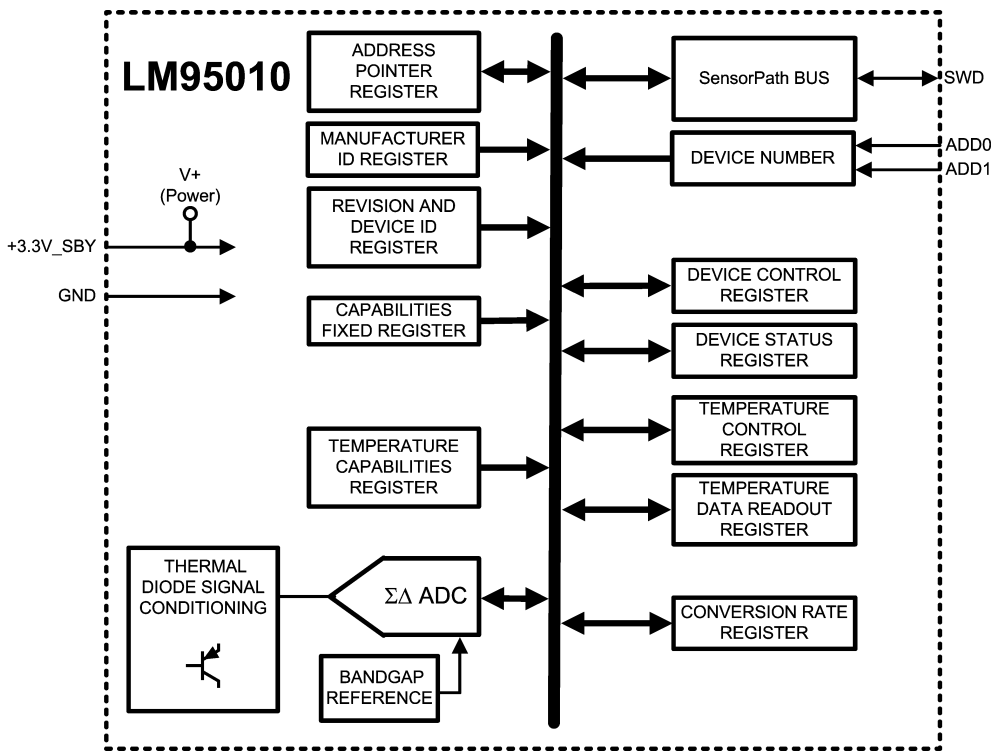 LM95010
ADDRESS
POINTER
REGISTER
SensorPath BUS
SWD
MANUFACTURER
ID REGISTER
DEVICE NUMBER
ADD0
ADD1
V+
(Power)
REVISION AND
DEVICE ID
REGISTER
+3.3V_SBY
GND
DEVICE CONTROL
REGISTER
CAPABILITIES
FIXED REGISTER
DEVICE STATUS
REGISTER
TEMPERATURE
CONTROL
REGISTER
TEMPERATURE
CAPABILITIES
REGISTER
TEMPERATURE
DATA READOUT
REGISTER
THERMAL
DIODE SIGNAL
CONDITIONING
ΣΔ ADC
CONVERSION RATE
REGISTER
BANDGAP
REFERENCE